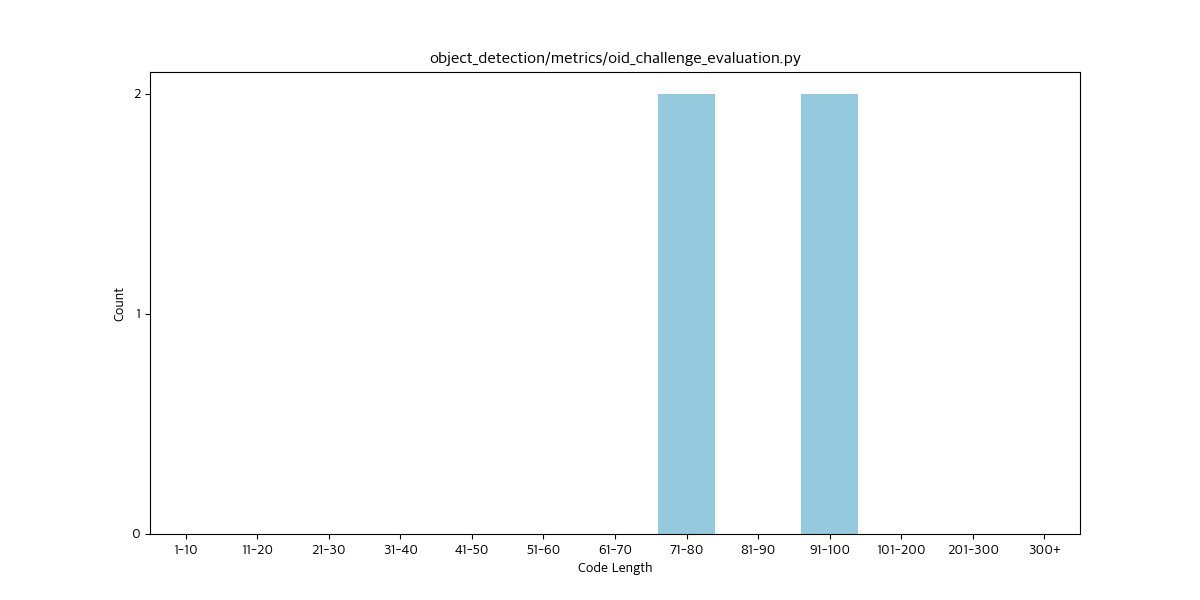 object_detection/metrics/oid_challenge_evaluation.py
2
1
0
Count
1-10 11-20 21-30 31-40 41-50 51-60 61-70 71-80 81-90 91-100 101-200 201-300 300+
Code Length